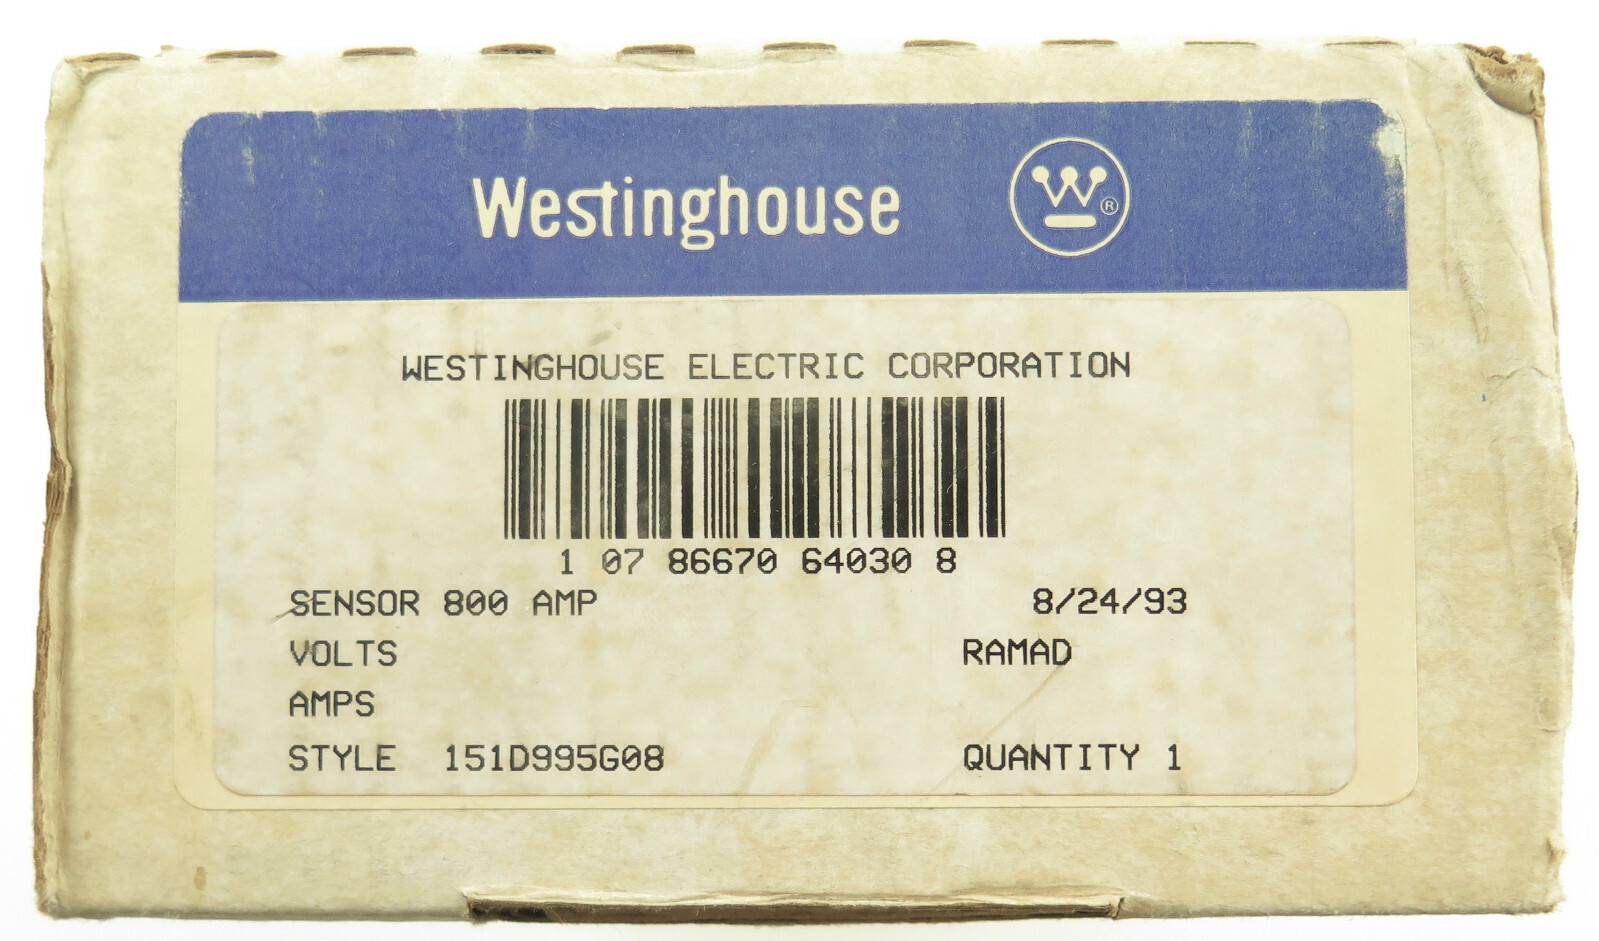 Westinghouse W ®
WESTINGHOUSE ELECTRIC CORPORATION
1 07 86670 64030 8
SENSOR 800 AMP 8/24/93
VOLTS RAMAD
AMPS
STYLE 151D995G08 QUANTITY 1